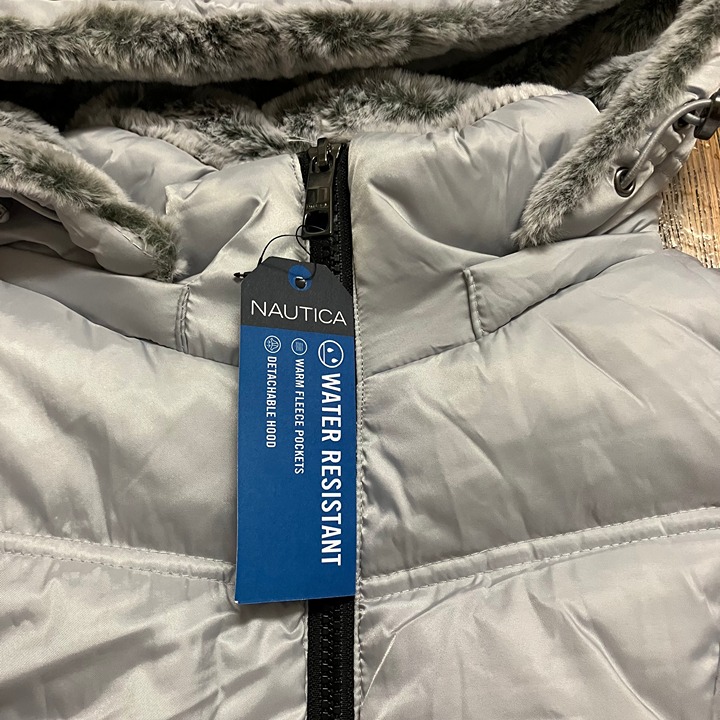 NAUTICA
WATER RESISTANT
WARM FLEECE POCKETS
DETACHABLE HOOD